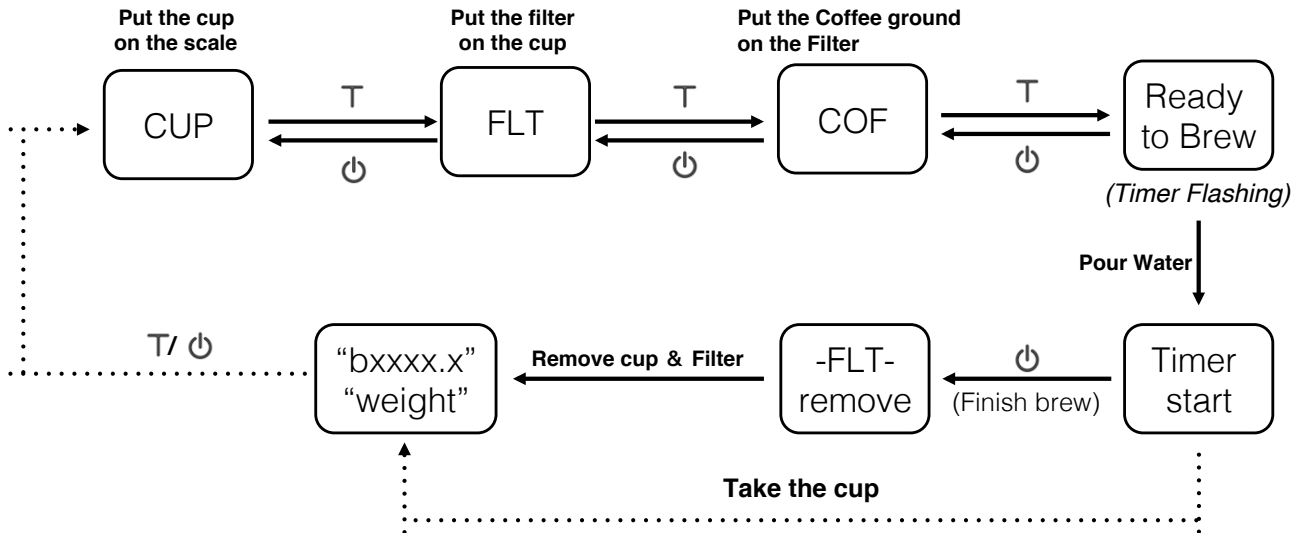 Put the cup
on the scale
Put the filter
on the cup
Put the Coffee ground
on the Filter
CUP
T
FLT
T
COF
T
Ready
to Brew
(Timer Flashing)
Pour Water
T/
“bxxxx.x”
“weight”
Remove cup & Filter
-FLT-
remove
(Finish brew)
Timer
start
Take the cup